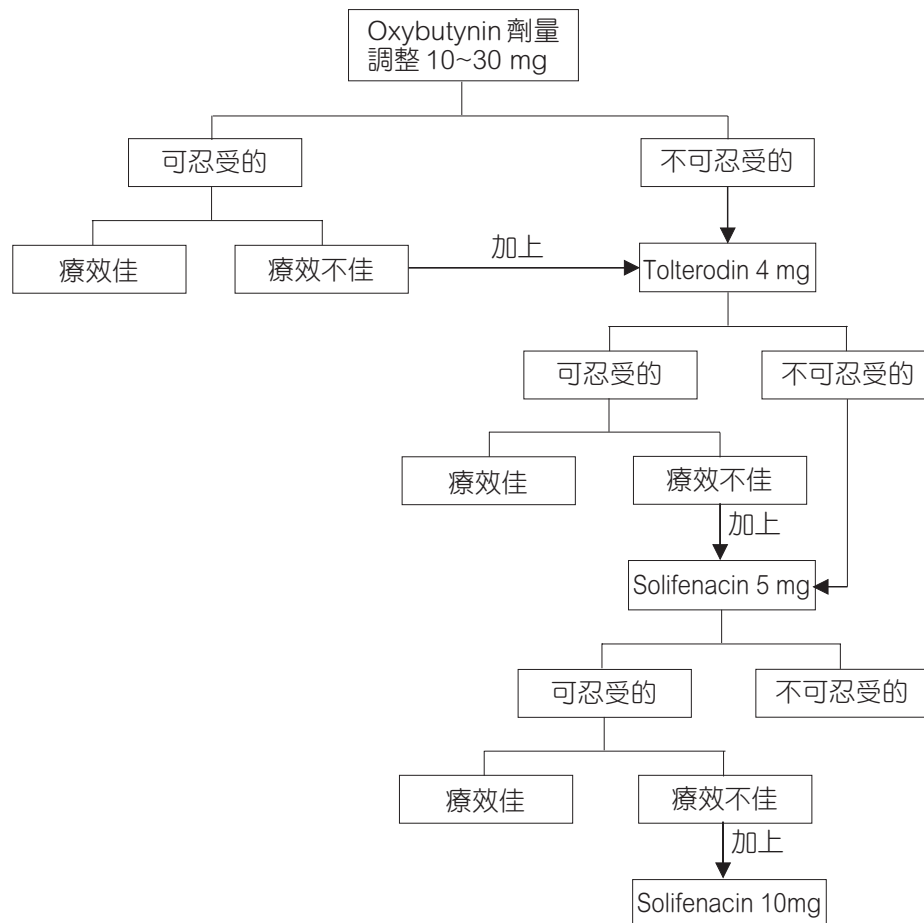 Oxybutynin 劑量
調整 10~30 mg
可忍受的
不可忍受的
療效佳
療效不佳
加上
Tolterodin 4 mg
可忍受的
不可忍受的
療效佳
療效不佳
加上
Solifenacin 5 mg
可忍受的
不可忍受的
療效佳
療效不佳
加上
Solifenacin 10mg